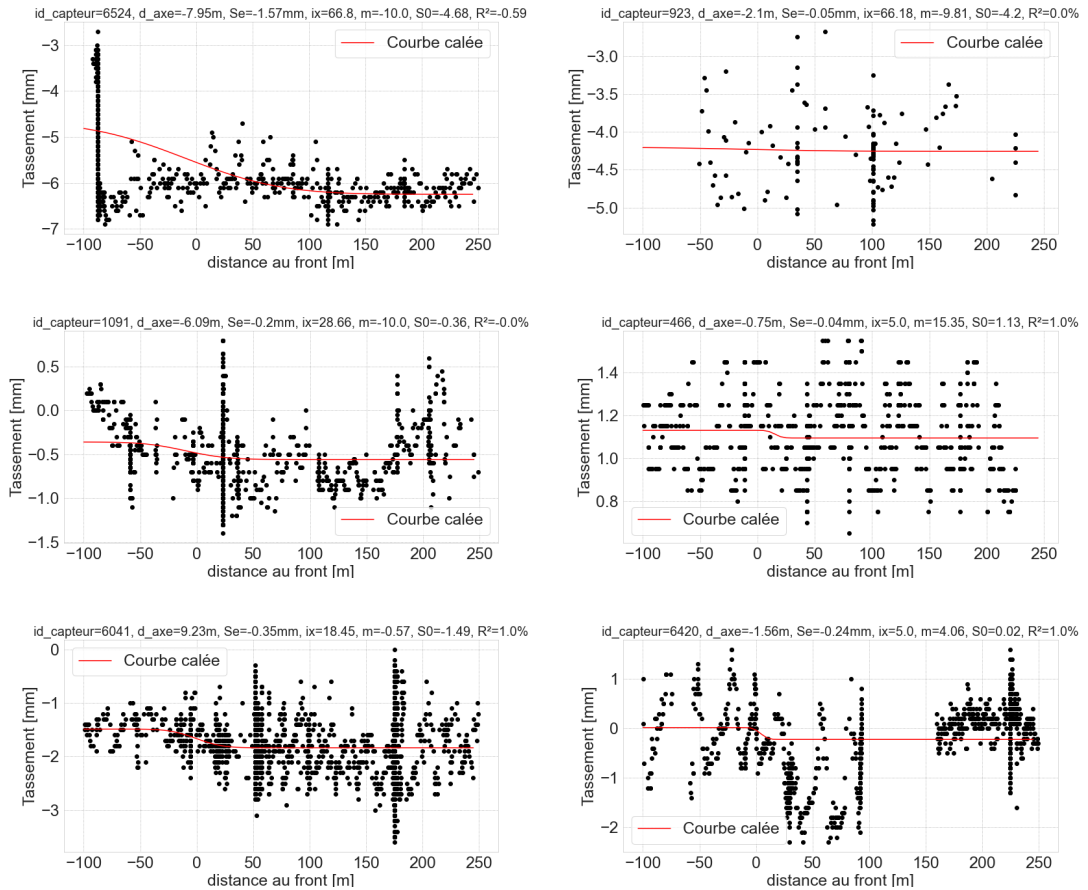 id_capteur=6524, d_axe=-7.95m, Se=-1.57mm, ix=66.8, m=-10.0, S0=-4.68, R²=-0.59
Courbe calée
Tassement [mm]
−3
−4
−5
−6
−7
−100 −50 0 50 100 150 200 250
distance au front [m]
id_capteur=923, d_axe=-2.1m, Se=-0.05mm, ix=66.18, m=-9.81, S0=-4.2, R²=0.0%
Courbe calée
Tassement [mm]
−3.0
−3.5
−4.0
−4.5
−5.0
−100 −50 0 50 100 150 200 250
distance au front [m]
id_capteur=1091, d_axe=-6.09m, Se=-0.2mm, ix=28.66, m=-10.0, S0=-0.36, R²=-0.0%
Tassement [mm]
0.5
0.0
−0.5
−1.0
−1.5
Courbe calée
−100 −50 0 50 100 150 200 250
distance au front [m]
id_capteur=466, d_axe=-0.75m, Se=-0.04mm, ix=5.0, m=15.35, S0=1.13, R²=1.0%
Tassement [mm]
1.4
1.2
1.0
0.8
Courbe calée
−100 −50 0 50 100 150 200 250
distance au front [m]
id_capteur=6041, d_axe=9.23m, Se=-0.35mm, ix=18.45, m=-0.57, S0=-1.49, R²=1.0%
Courbe calée
Tassement [mm]
0
−1
−2
−3
−100 −50 0 50 100 150 200 250
distance au front [m]
id_capteur=6420, d_axe=-1.56m, Se=-0.24mm, ix=5.0, m=4.06, S0=0.02, R²=1.0%
Tassement [mm]
1
0
−1
−2
Courbe calée
−100 −50 0 50 100 150 200 250
distance au front [m]